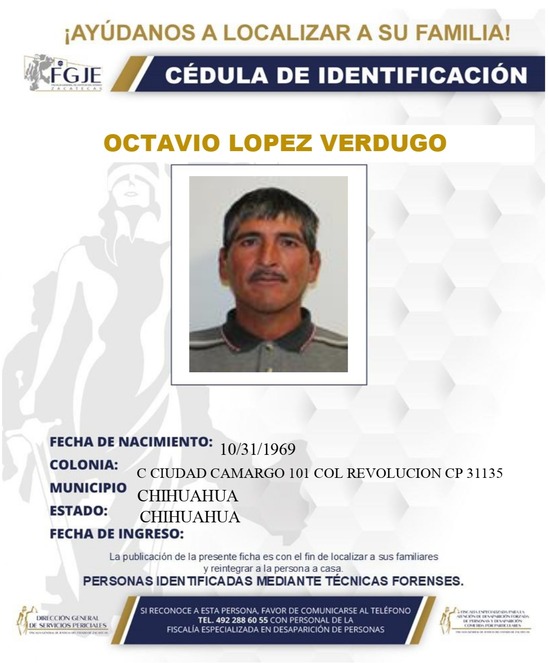 ¡AYÚDANOS A LOCALIZAR A SU FAMILIA!
FGJE
ZACATECAS
CÉDULA DE IDENTIFICACIÓN
OCTAVIO LOPEZ VERDUGO
FECHA DE NACIMIENTO: 10/31/1969
COLONIA: C CIUDAD CAMARGO 101 COL REVOLUCION CP 31135
MUNICIPIO CHIHUAHUA
ESTADO: CHIHUAHUA
FECHA DE INGRESO:
La publicación de la presente ficha es con el fin de localizar a sus familiares
y reintegrar a la persona a casa.
PERSONAS IDENTIFICADAS MEDIANTE TÉCNICAS FORENSES.
DIRECCIÓN GENERAL
DE SERVICIOS PERICIALES
SI RECONOCE A ESTA PERSONA, FAVOR DE COMUNICARSE AL TELÉFONO
TEL. 492 288 60 55 CON PERSONAL DE LA
FISCALÍA ESPECIALIZADA EN DESAPARICIÓN DE PERSONAS